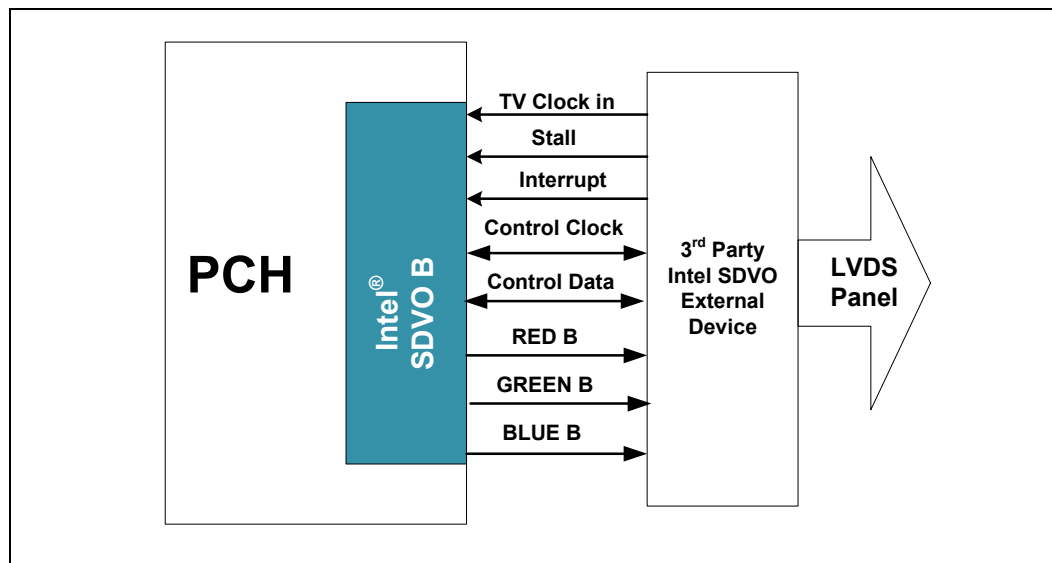 PCH
Intel®
SDVO B
TV Clock in
Stall
Interrupt
Control Clock
Control Data
RED B
GREEN B
BLUE B
3rd Party
Intel SDVO
External
Device
LVDS
Panel